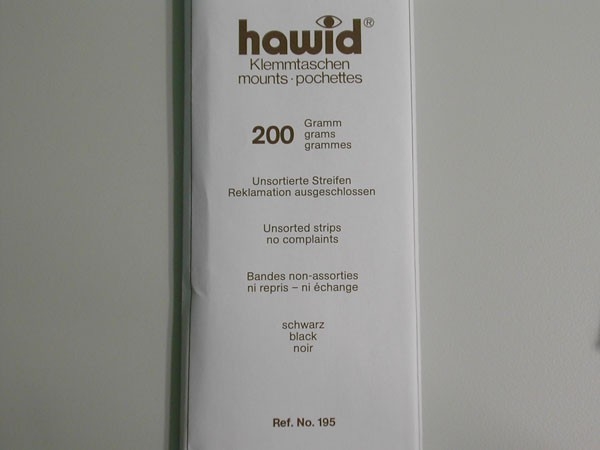 hawid®
Klemmtaschen
mounts · pochettes
200
Gramm
grams
grammes
Unsortierte Streifen
Reklamation ausgeschlossen
Unsorted strips
no complaints
Bandes non-assorties
ni repris – ni échange
schwarz
black
noir
Ref. No. 195